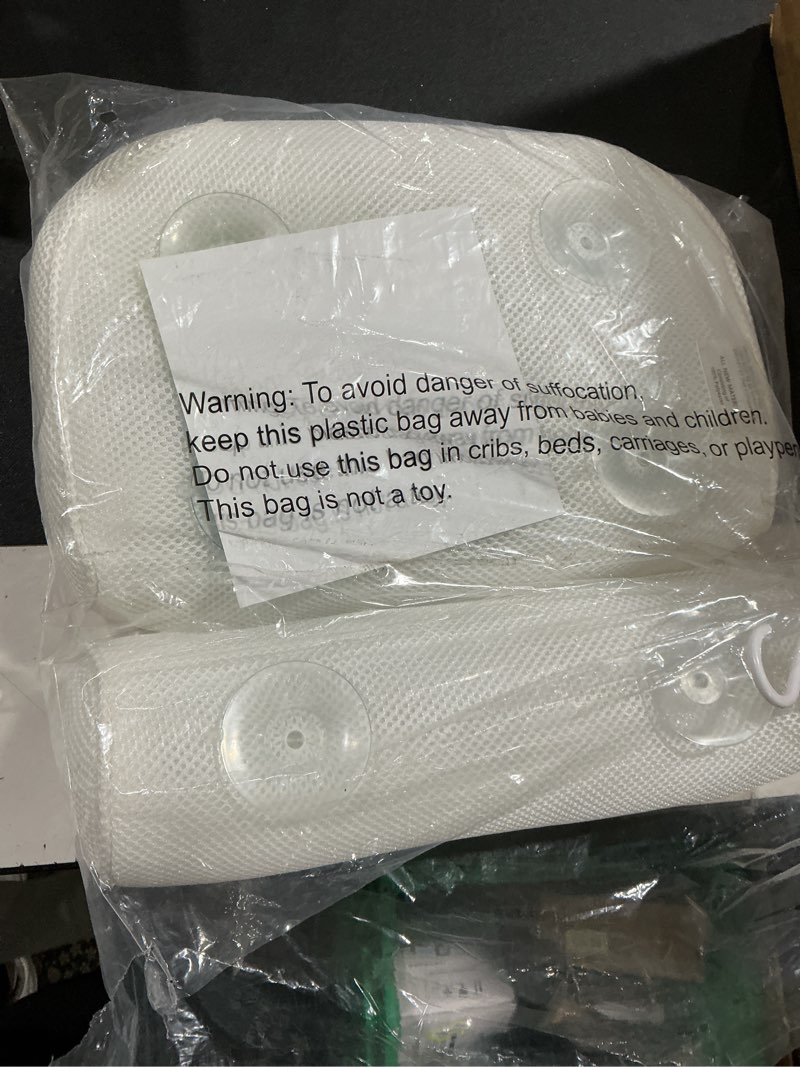 Warning: To avoid danger of suffocation,
keep this plastic bag away from babies and children.
Do not use this bag in cribs, beds, carriages, or playpen
This bag is not a toy.